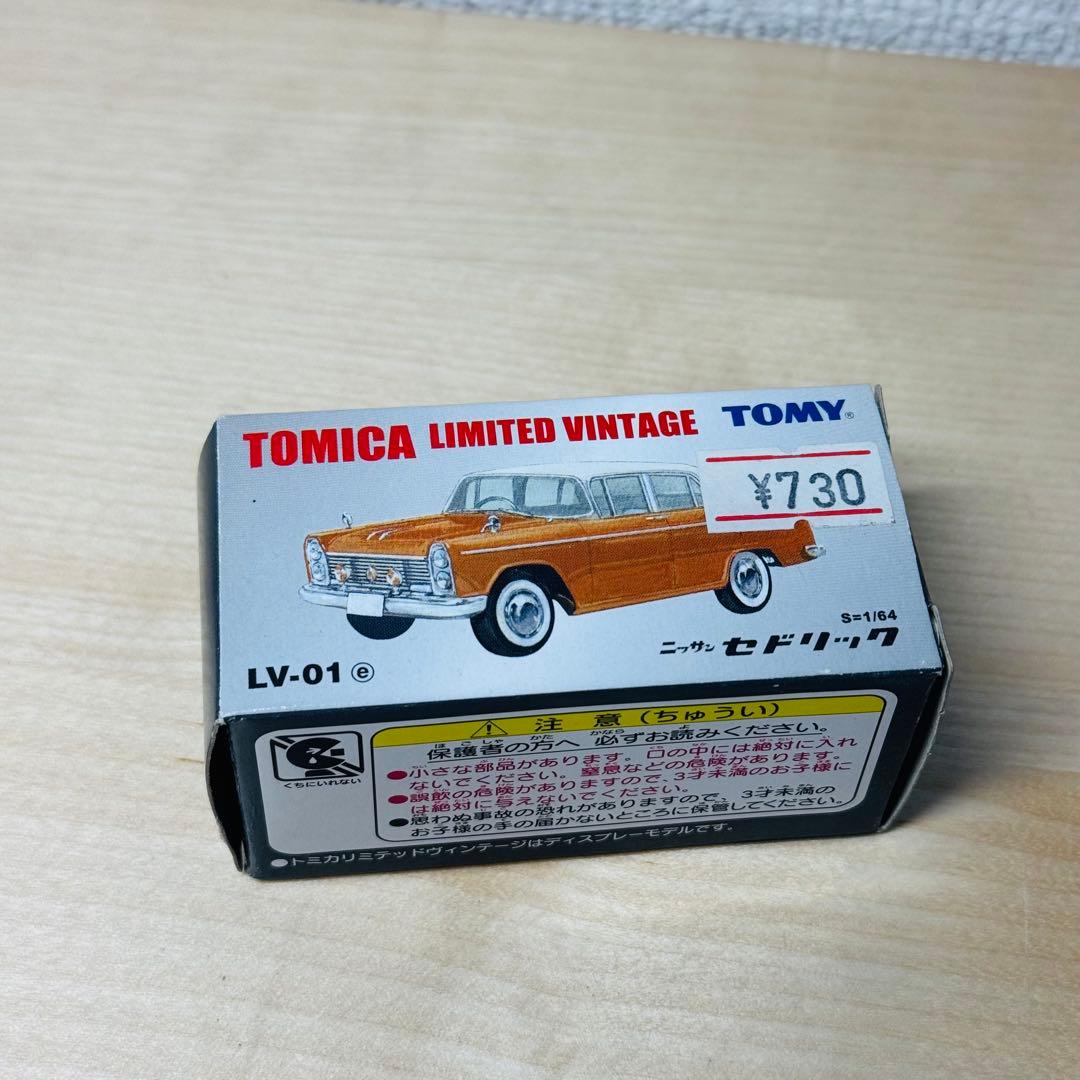 TOMICA LIMITED VINTAGE TOMY®
¥730
S=1/64
ニッサン セドリック
LV-01 ⓔ
注意(ちゅうい)
保護者の方へ 必ずお読みください。
●小さな部品があります。口の中には絶対に入れ
ないでください。窒息などの危険があります。
●誤飲の危険がありますので、3才未満のお子様に
は絶対に与えないでください。
●思わぬ事故の恐れがありますので、3才未満の
お子様の手の届かないところに保管してください。
くちにいれない
●トミカリミテッドヴィンテージはディスプレーモデルです。